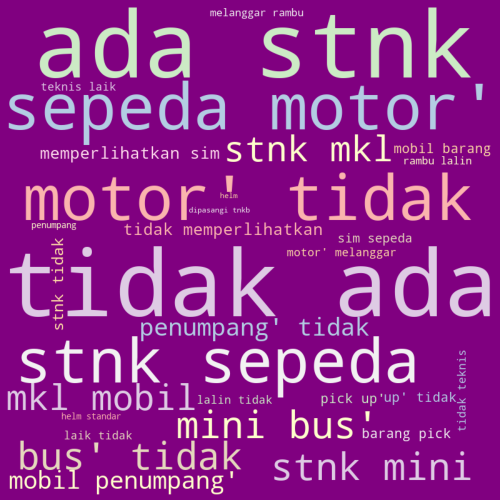 melanggar rambu
ada stnk
teknis laik
sepeda motor'
memperlihatkan sim
stnk mkl
mobil barang
rambu lalin
motor' tidak
helm
dipasangi tnkb
penumpang
tidak memperlihatkan
sim sepeda
stnk tidak
motor' melanggar
tidak ada
penumpang' tidak
stnk sepeda
tidak teknis
mkl mobil
lalin tidak
pick up'
up' tidak
helm standar
mini bus'
laik tidak
barang pick
bus' tidak
stnk mini
mobil penumpang'